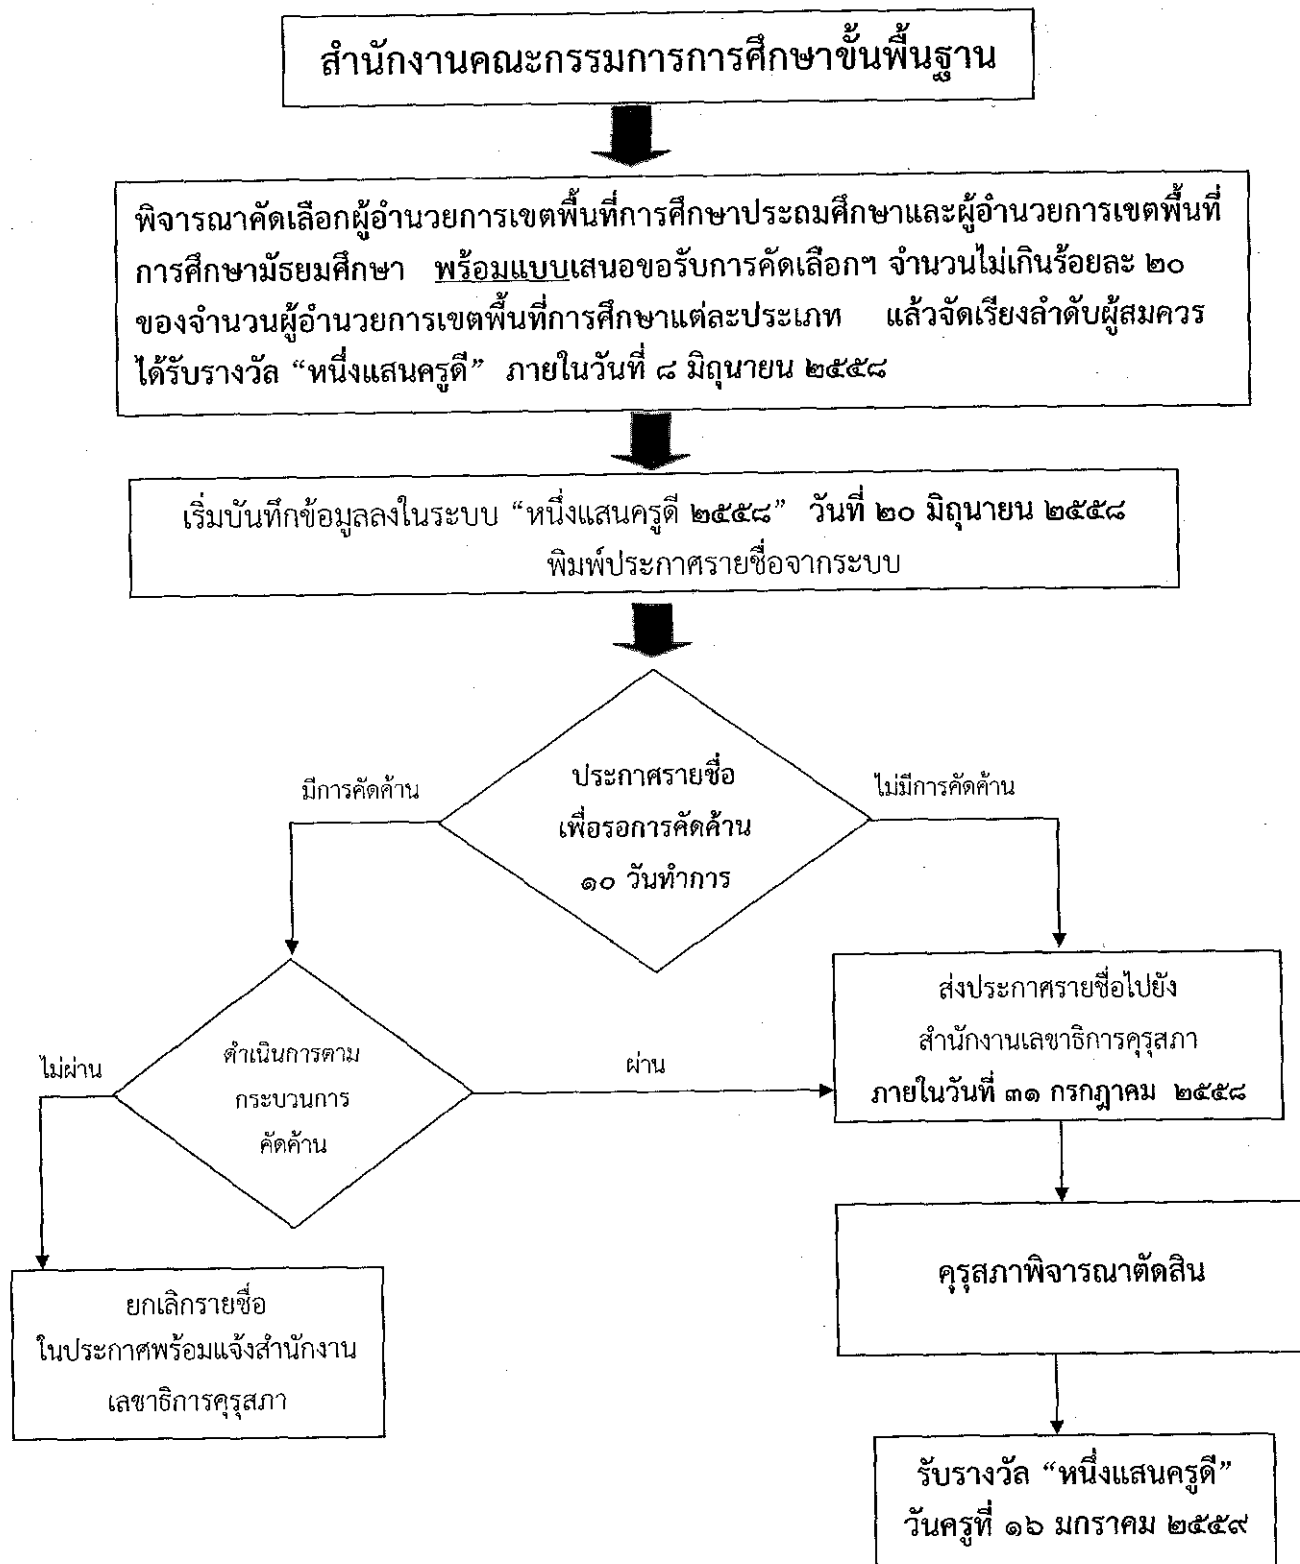 สำนักงานคณะกรรมการการศึกษาขั้นพื้นฐาน
พิจารณาคัดเลือกผู้อำนวยการเขตพื้นที่การศึกษาประถมศึกษาและผู้อำนวยการเขตพื้นที่
การศึกษามัธยมศึกษา พร้อมแบบเสนอขอรับการคัดเลือกฯ จำนวนไม่เกินร้อยละ ๒๐
ของจำนวนผู้อำนวยการเขตพื้นที่การศึกษาแต่ละประเภท แล้วจัดเรียงลำดับผู้สมควร
ได้รับรางวัล “หนึ่งแสนครูดี” ภายในวันที่ ๘ มิถุนายน ๒๕๕๘
เริ่มบันทึกข้อมูลลงในระบบ “หนึ่งแสนครูดี ๒๕๕๘” วันที่ ๒๐ มิถุนายน ๒๕๕๘
พิมพ์ประกาศรายชื่อจากระบบ
ประกาศรายชื่อ
เพื่อรอการคัดค้าน
๑๐ วันทำการ
มีการคัดค้าน
ไม่มีการคัดค้าน
ดำเนินการตาม
กระบวนการ
คัดค้าน
ไม่ผ่าน
ผ่าน
ส่งประกาศรายชื่อไปยัง
สำนักงานเลขาธิการคุรุสภา
ภายในวันที่ ๓๑ กรกฎาคม ๒๕๕๘
คุรุสภาพิจารณาตัดสิน
ยกเลิกรายชื่อ
ในประกาศพร้อมแจ้งสำนักงาน
เลขาธิการคุรุสภา
รับรางวัล “หนึ่งแสนครูดี”
วันครูที่ ๑๖ มกราคม ๒๕๕๙